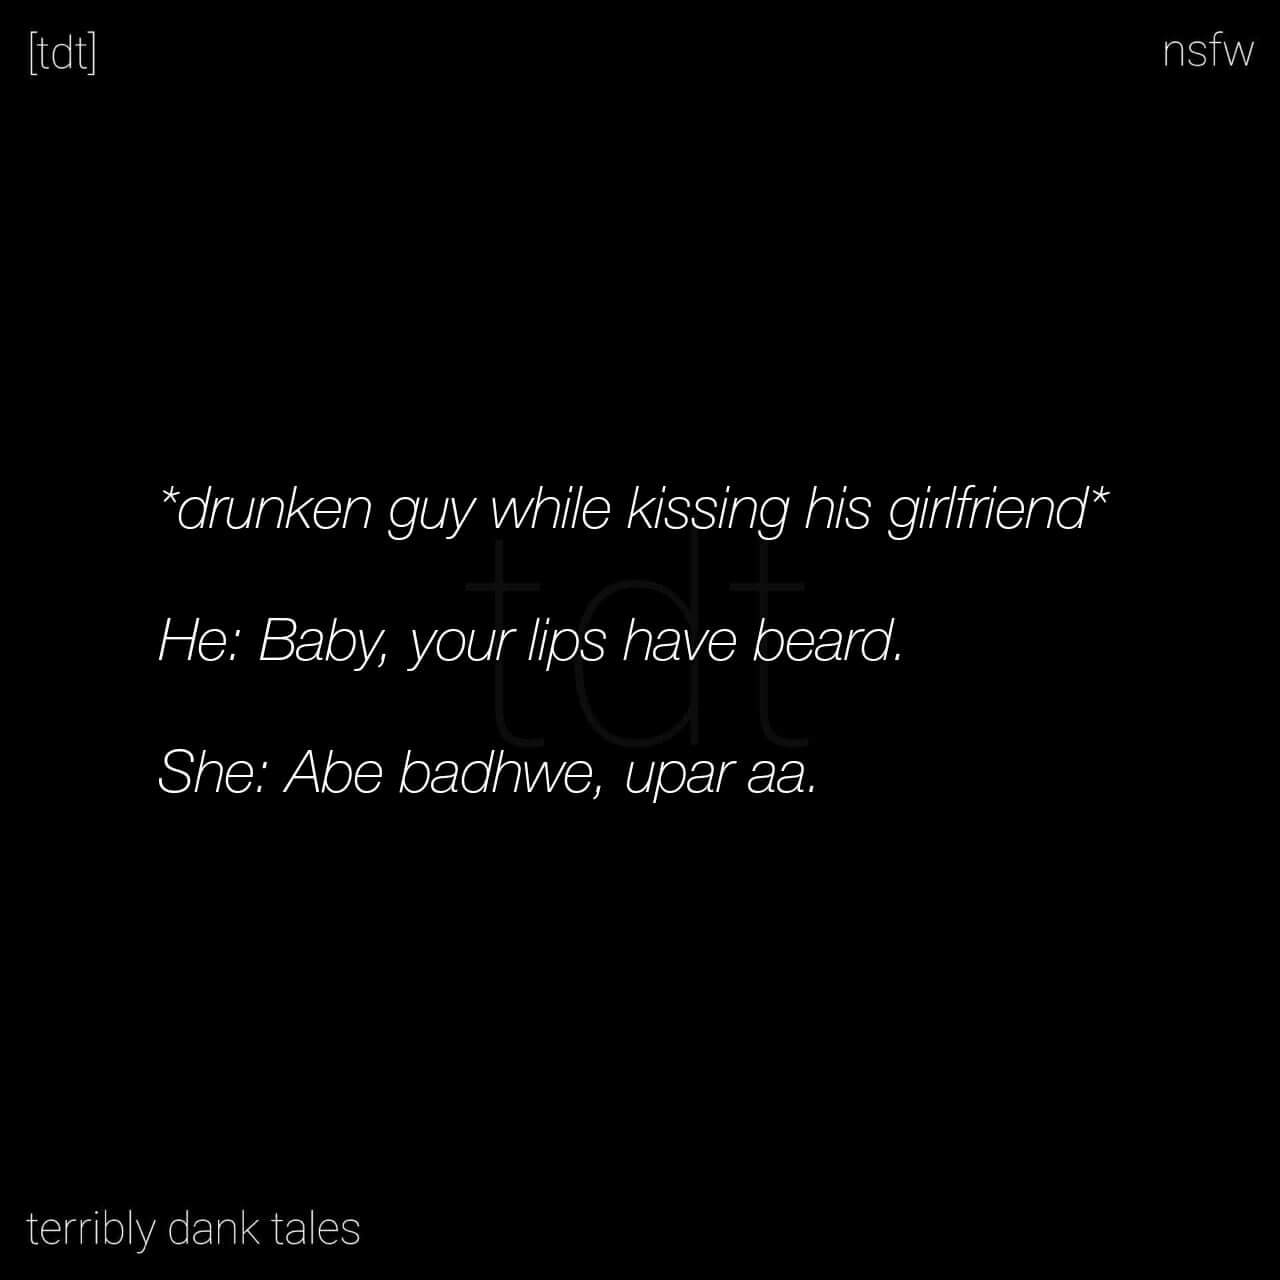 [tdt]
nsfw
*drunken guy while kissing his girlfriend*
tdt
He: Baby, your lips have beard.
She: Abe badhwe, upar aa.
terribly dank tales